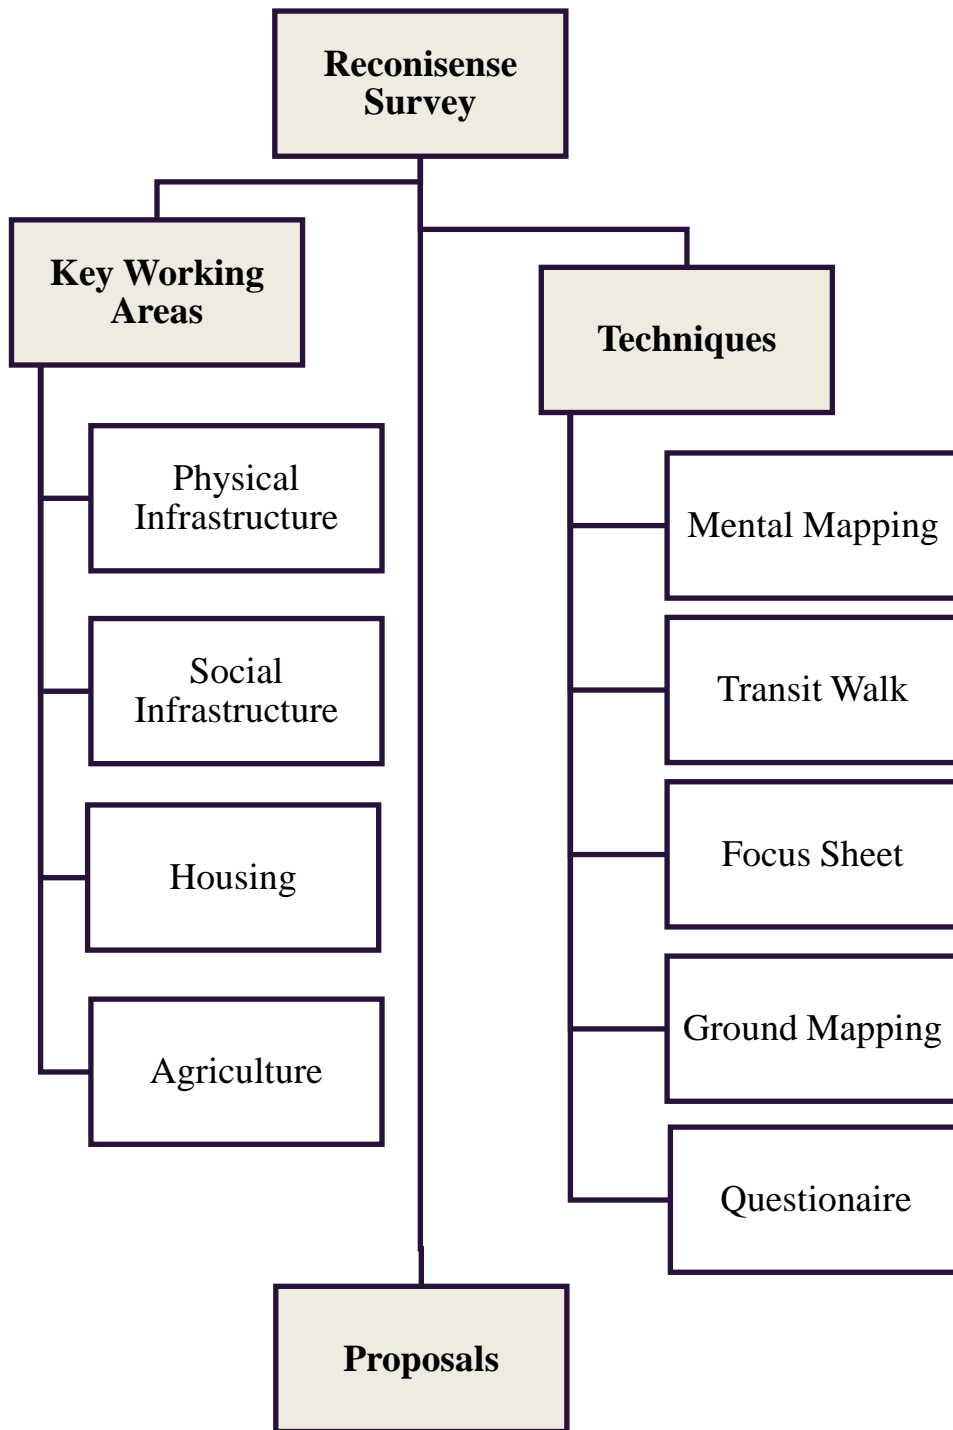 Reconisense
Survey
Key Working
Areas
Physical
Infrastructure
Social
Infrastructure
Housing
Agriculture
Techniques
Mental Mapping
Transit Walk
Focus Sheet
Ground Mapping
Questionaire
Proposals